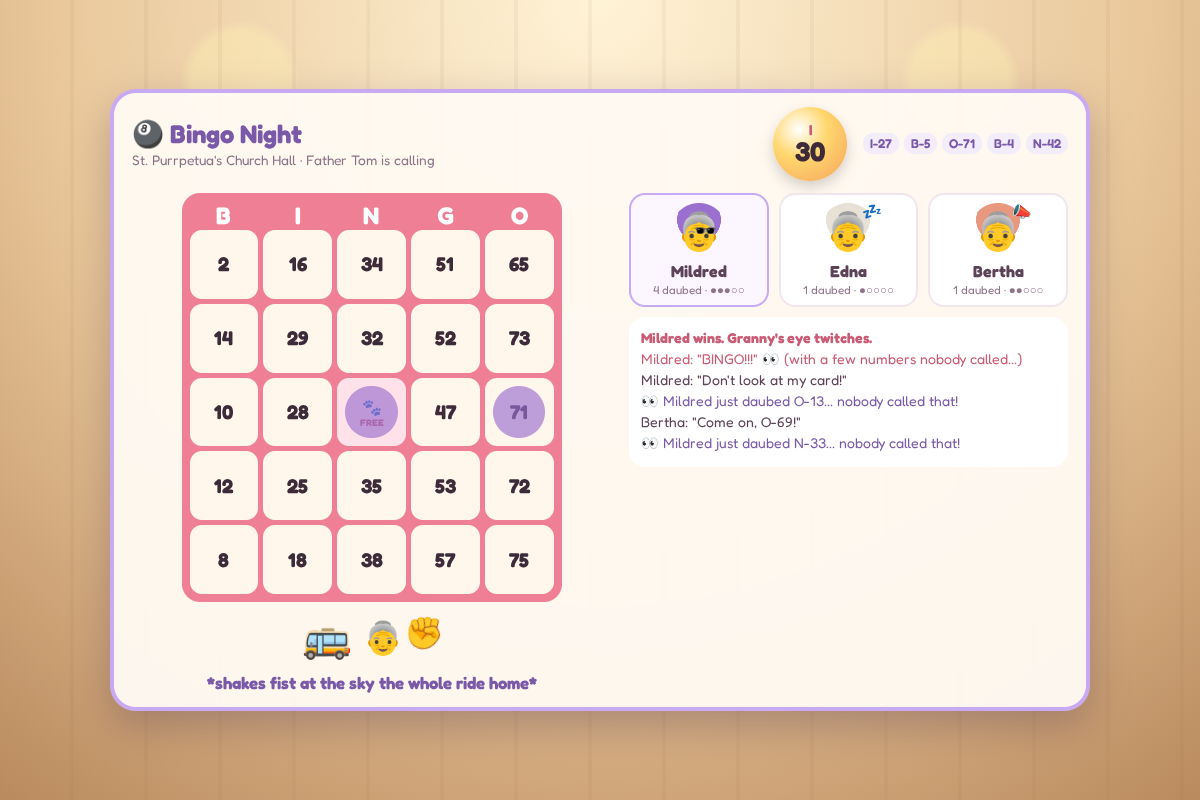 8
Bingo Night
St. Purrpetua's Church Hall · Father Tom is calling
I
30
I-27 B-5 O-71 B-4 N-42
B I N G O
2 16 34 51 65
14 29 32 52 73
10 28 FREE 47 71
12 25 35 53 72
8 18 38 57 75
*shakes fist at the sky the whole ride home*
Mildred
4 daubed · ●●●○○
zZz
Edna
1 daubed · ●○○○○
Bertha
1 daubed · ●●○○○
Mildred wins. Granny's eye twitches.
Mildred: "BINGO!!!" 👀 (with a few numbers nobody called...)
Mildred: "Don't look at my card!"
👀 Mildred just daubed O-13... nobody called that!
Bertha: "Come on, O-69!"
👀 Mildred just daubed N-33... nobody called that!